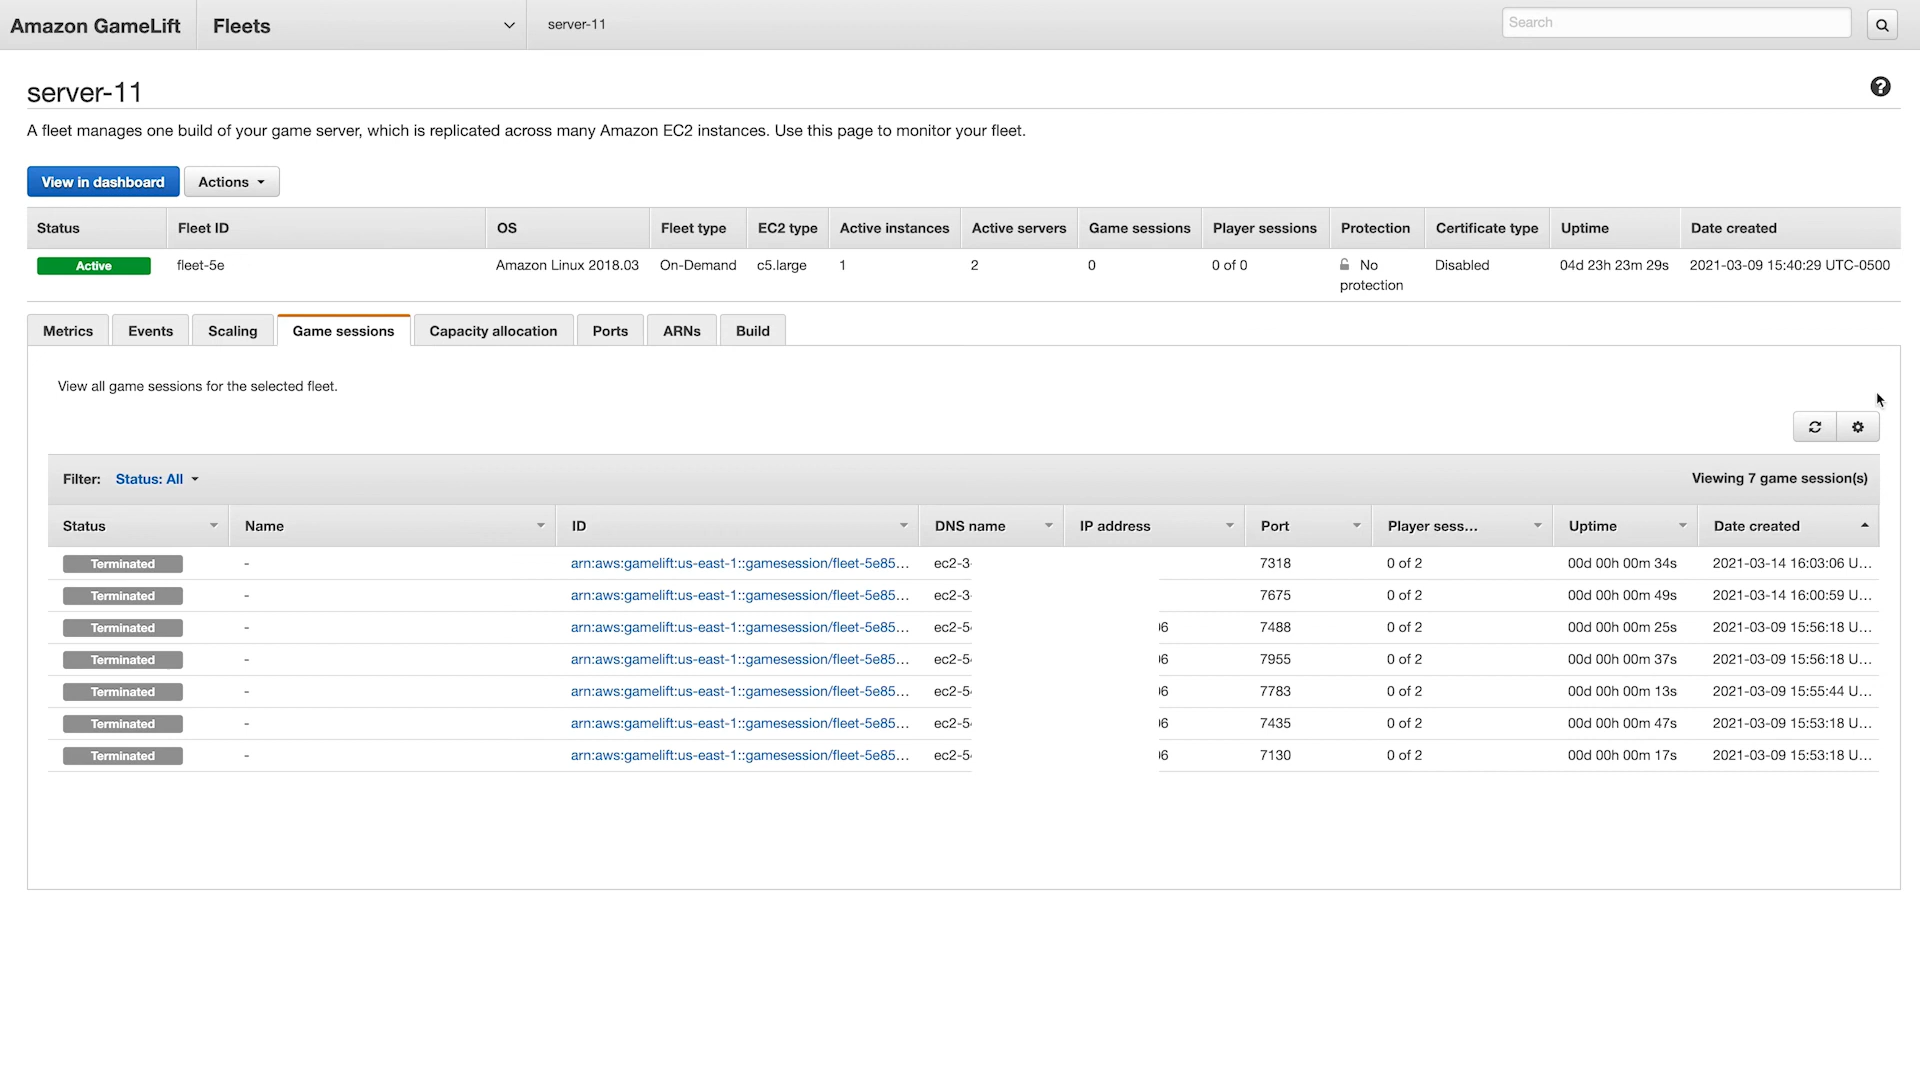 Amazon GameLift Fleets server-11 Search
server-11
A fleet manages one build of your game server, which is replicated across many Amazon EC2 instances. Use this page to monitor your fleet.
View in dashboard Actions
Status Fleet ID OS Fleet type EC2 type Active instances Active servers Game sessions Player sessions Protection Certificate type Uptime Date created
Active fleet-5e Amazon Linux 2018.03 On-Demand c5.large 1 2 0 0 of 0 No Disabled 04d 23h 23m 29s 2021-03-09 15:40:29 UTC-0500
protection
Metrics Events Scaling Game sessions Capacity allocation Ports ARNs Build
View all game sessions for the selected fleet.
Filter: Status: All Viewing 7 game session(s)
Status Name ID DNS name IP address Port Player sess... Uptime Date created
Terminated - arn:aws:gamelift:us-east-1::gamesession/fleet-5e85... ec2-3- 7318 0 of 2 00d 00h 00m 34s 2021-03-14 16:03:06 U...
Terminated - arn:aws:gamelift:us-east-1::gamesession/fleet-5e85... ec2-3- 7675 0 of 2 00d 00h 00m 49s 2021-03-14 16:00:59 U...
Terminated - arn:aws:gamelift:us-east-1::gamesession/fleet-5e85... ec2-5 6 7488 0 of 2 00d 00h 00m 25s 2021-03-09 15:56:18 U...
Terminated - arn:aws:gamelift:us-east-1::gamesession/fleet-5e85... ec2-5 6 7955 0 of 2 00d 00h 00m 37s 2021-03-09 15:56:18 U...
Terminated - arn:aws:gamelift:us-east-1::gamesession/fleet-5e85... ec2-5 6 7783 0 of 2 00d 00h 00m 13s 2021-03-09 15:55:44 U...
Terminated - arn:aws:gamelift:us-east-1::gamesession/fleet-5e85... ec2-5 6 7435 0 of 2 00d 00h 00m 47s 2021-03-09 15:53:18 U...
Terminated - arn:aws:gamelift:us-east-1::gamesession/fleet-5e85... ec2-5 6 7130 0 of 2 00d 00h 00m 17s 2021-03-09 15:53:18 U...